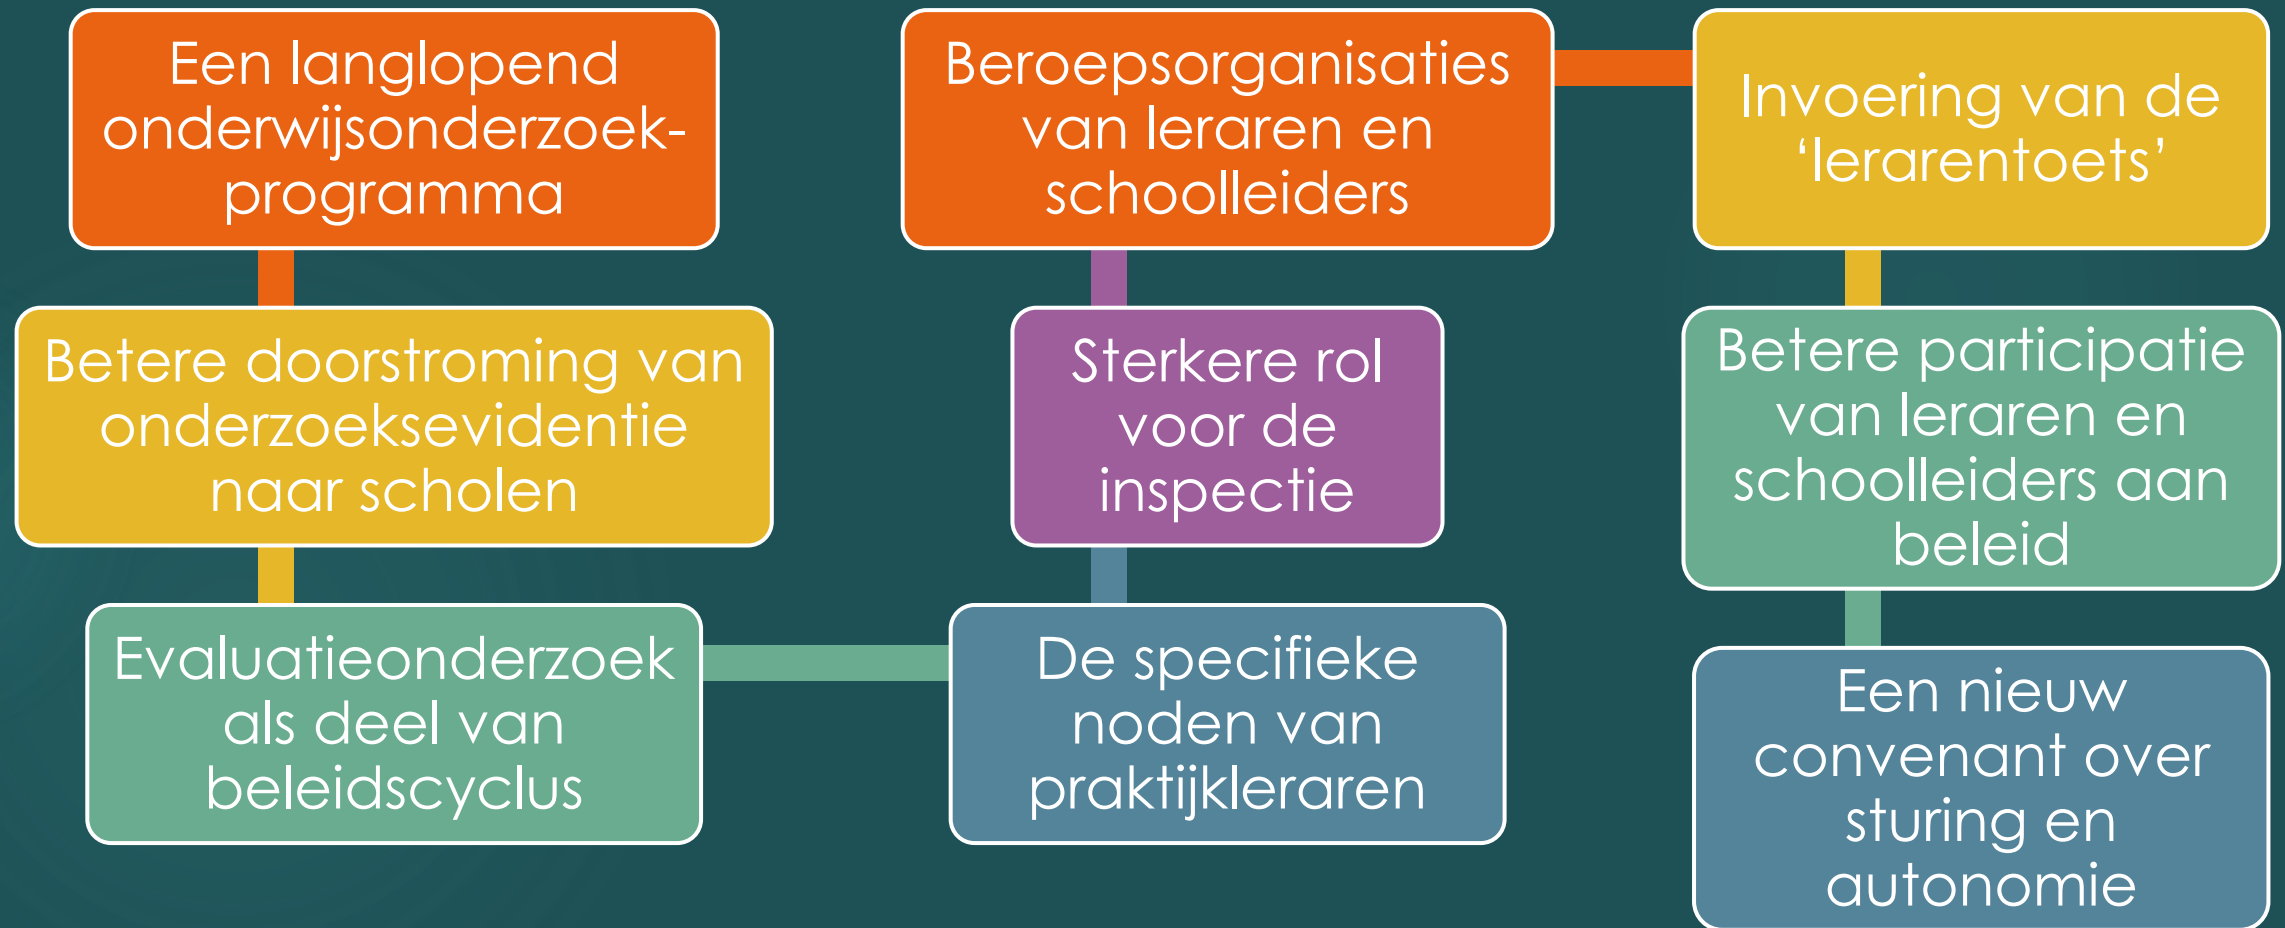 Een langlopend
onderwijsonderzoek-
programma
Betere doorstroming van
onderzoeksevidentie
naar scholen
Evaluatieonderzoek
als deel van
beleidscyclus
De specifieke
noden van
praktijkleraren
Sterkere rol
voor de
inspectie
Beroepsorganisaties
van leraren en
schoolleiders
Invoering van de
‘lerarentoets’
Betere participatie
van leraren en
schoolleiders aan
beleid
Een nieuw
convenant over
sturing en
autonomie